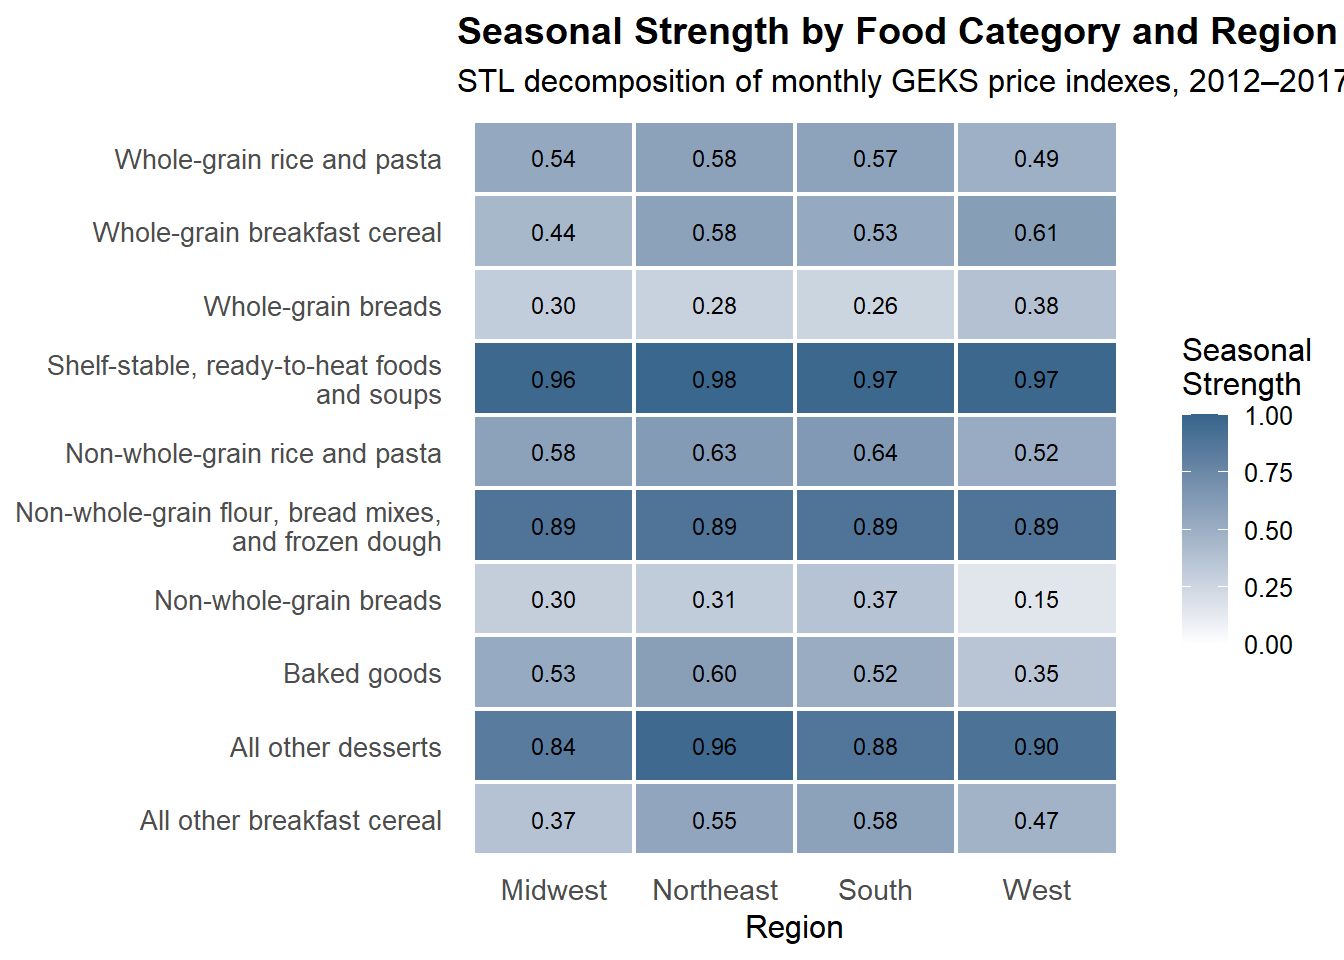 Seasonal Strength by Food Category and Region
STL decomposition of monthly GEKS price indexes, 2012–2017
Whole-grain rice and pasta 0.54 0.58 0.57 0.49
Whole-grain breakfast cereal 0.44 0.58 0.53 0.61
Whole-grain breads 0.30 0.28 0.26 0.38
Shelf-stable, ready-to-heat foods
and soups 0.96 0.98 0.97 0.97
Non-whole-grain rice and pasta 0.58 0.63 0.64 0.52
Non-whole-grain flour, bread mixes,
and frozen dough 0.89 0.89 0.89 0.89
Non-whole-grain breads 0.30 0.31 0.37 0.15
Baked goods 0.53 0.60 0.52 0.35
All other desserts 0.84 0.96 0.88 0.90
All other breakfast cereal 0.37 0.55 0.58 0.47
Midwest Northeast South West
Region
Seasonal
Strength
1.00
0.75
0.50
0.25
0.00